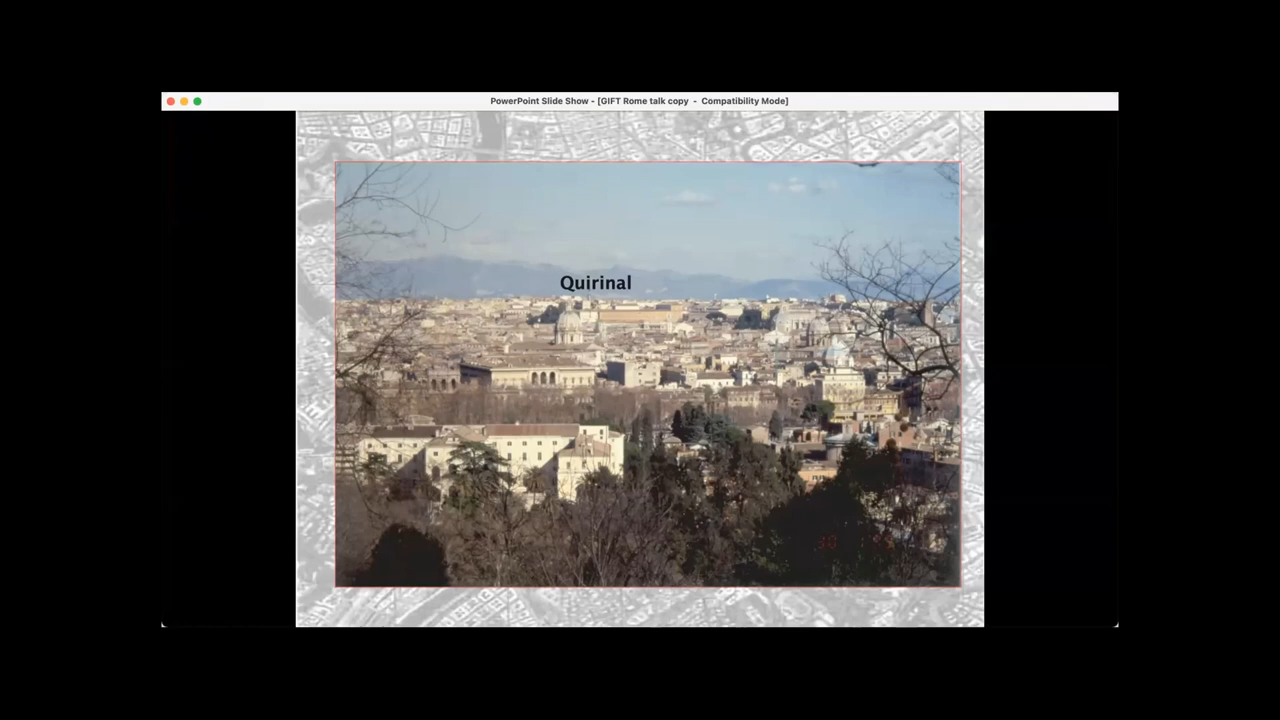 PowerPoint Slide Show - [GIFT Rome talk copy - Compatibility Mode]
Quirinal